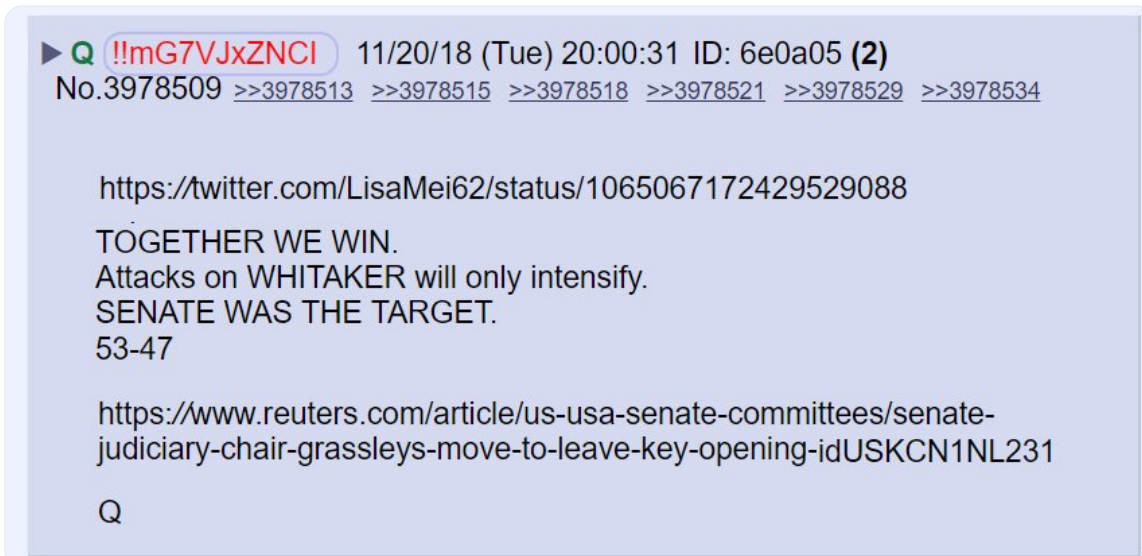 ▶ Q !!mG7VJxZNCI 11/20/18 (Tue) 20:00:31 ID: 6e0a05 (2)
No.3978509 >>3978513 >>3978515 >>3978518 >>3978521 >>3978529 >>3978534
https://twitter.com/LisaMei62/status/1065067172429529088
TOGETHER WE WIN.
Attacks on WHITAKER will only intensify.
SENATE WAS THE TARGET.
53-47
https://www.reuters.com/article/us-usa-senate-committees/senate-
judiciary-chair-grassleys-move-to-leave-key-opening-idUSKCN1NL231
Q